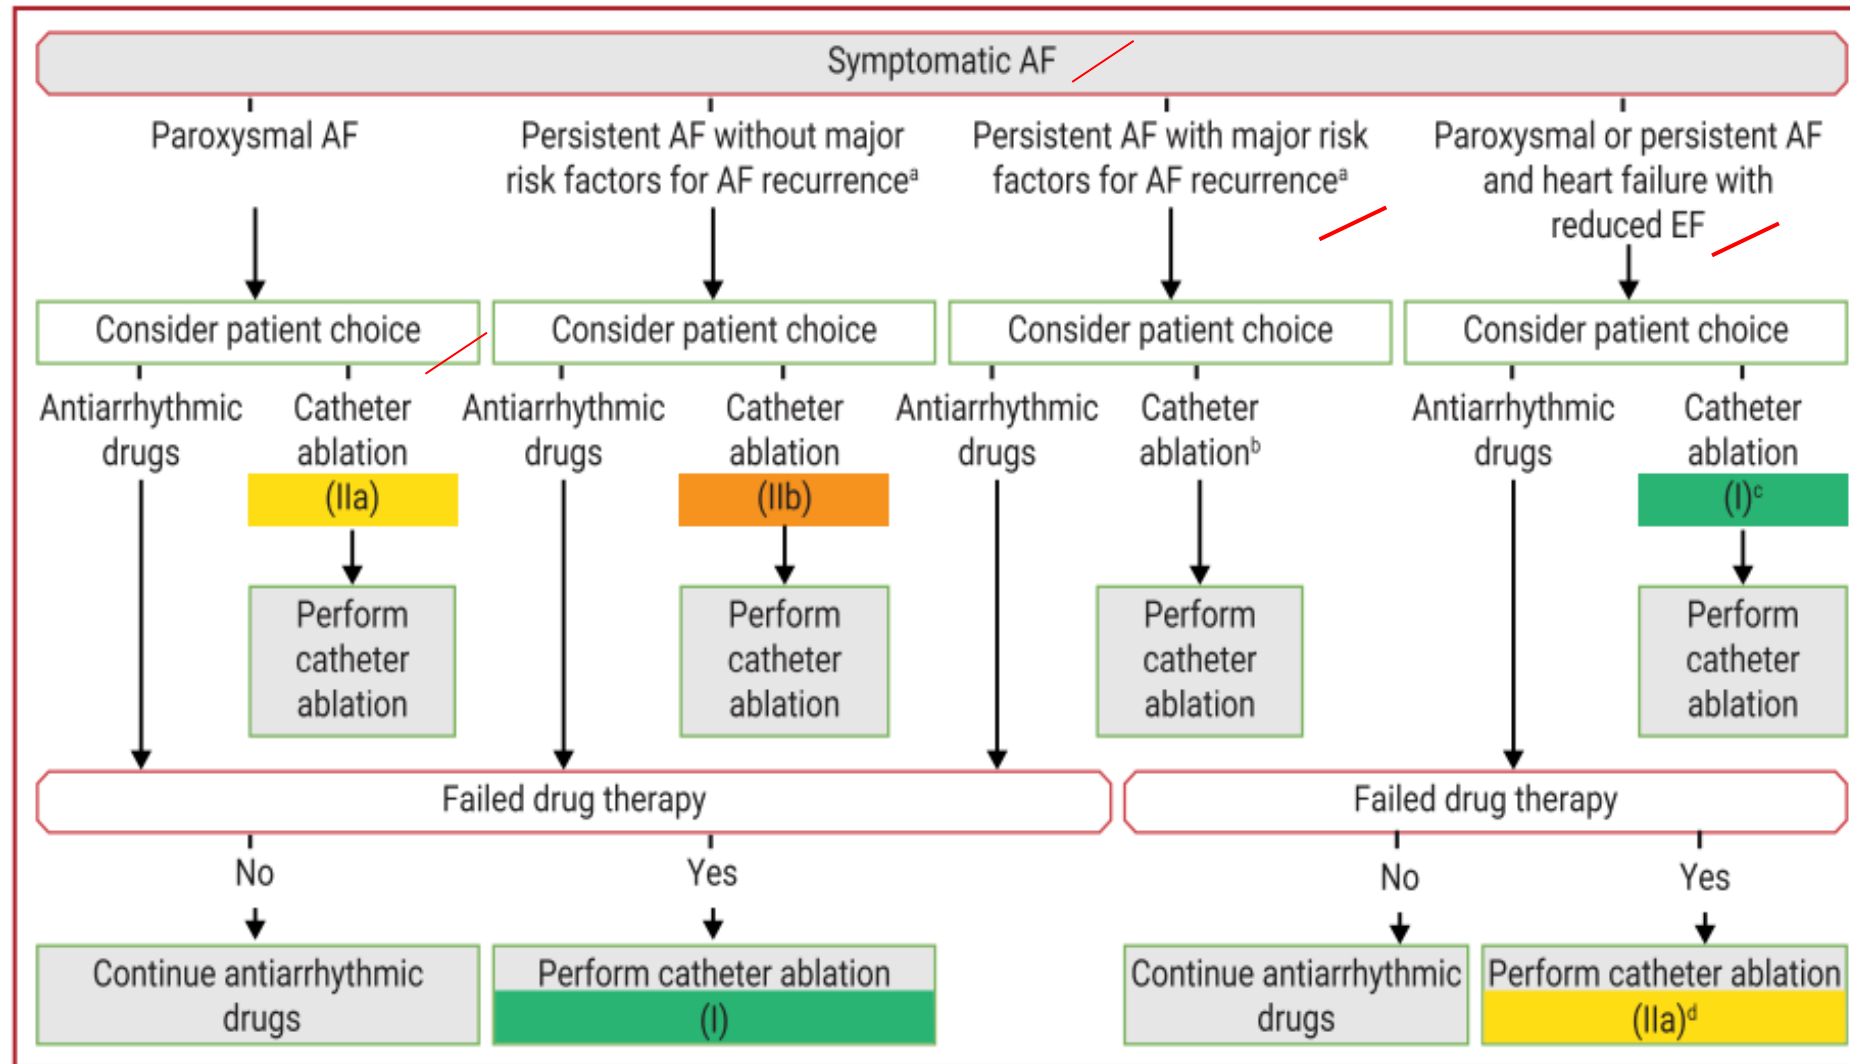 Symptomatic AF
Paroxysmal AF
Persistent AF without major
risk factors for AF recurrenceᵃ
Persistent AF with major risk
factors for AF recurrenceᵃ
Paroxysmal or persistent AF
and heart failure with
reduced EF
Consider patient choice
Consider patient choice
Consider patient choice
Consider patient choice
Antiarrhythmic
drugs
Catheter
ablation
(IIa)
Antiarrhythmic
drugs
Catheter
ablation
(IIb)
Antiarrhythmic
drugs
Catheter
ablationᵇ
Antiarrhythmic
drugs
Catheter
ablation
(I)ᶜ
Perform
catheter
ablation
Perform
catheter
ablation
Perform
catheter
ablation
Perform
catheter
ablation
Failed drug therapy
Failed drug therapy
No
Yes
No
Yes
Continue antiarrhythmic
drugs
Perform catheter ablation
(I)
Continue antiarrhythmic
drugs
Perform catheter ablation
(IIa)ᵈ